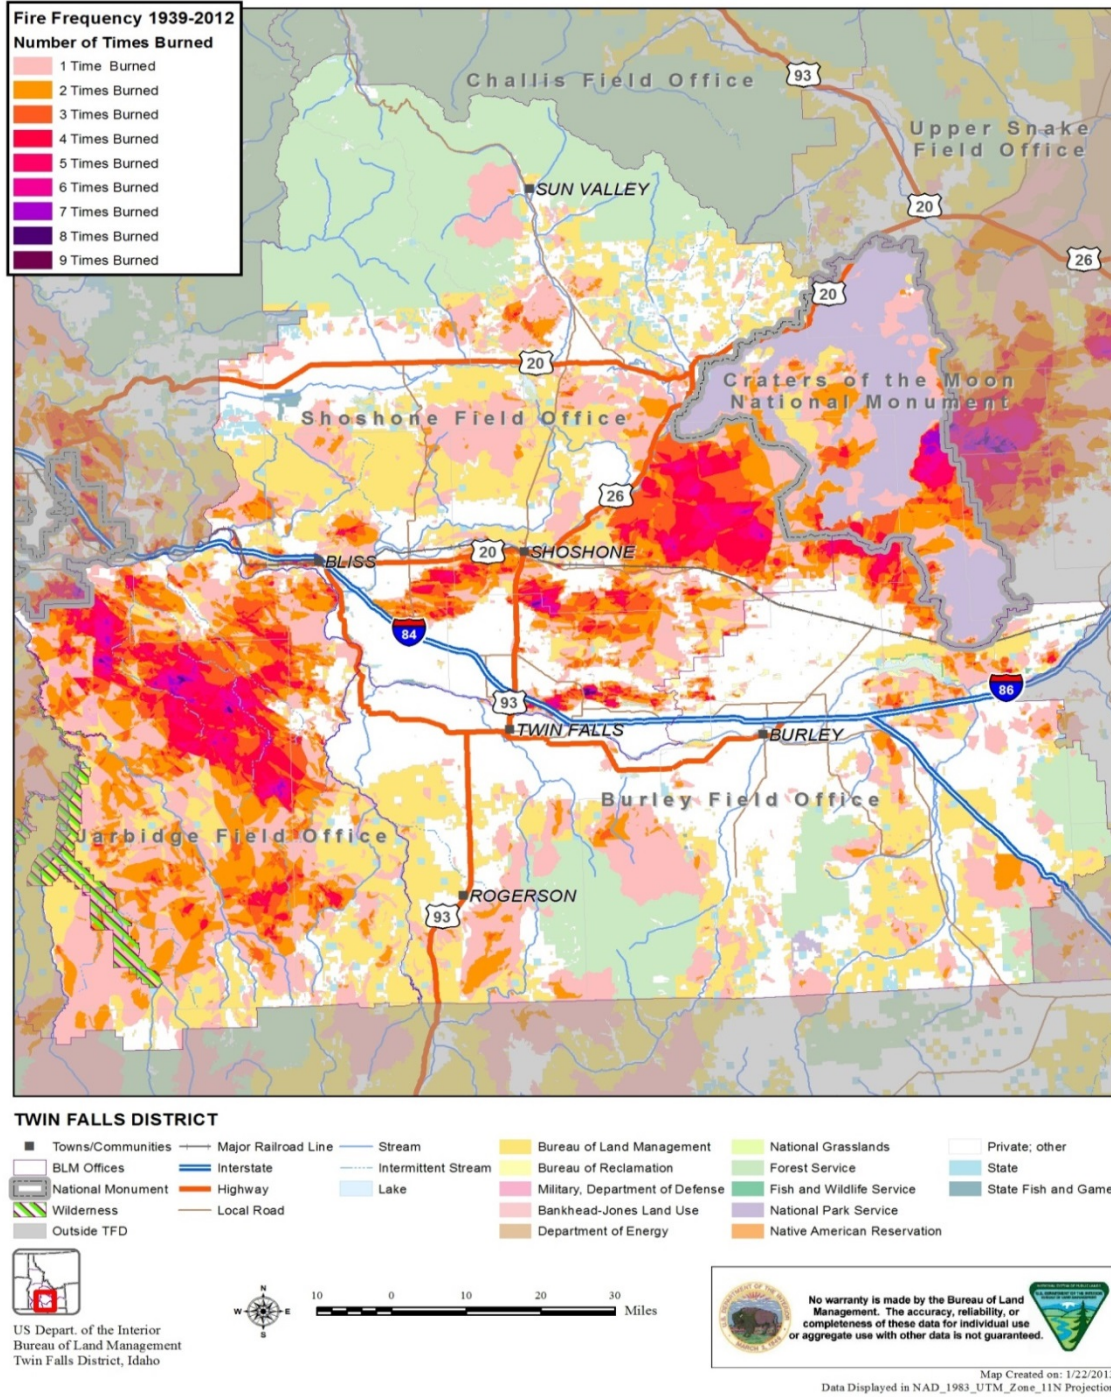 Fire Frequency 1939-2012
Number of Times Burned
1 Time Burned
2 Times Burned
3 Times Burned
4 Times Burned
5 Times Burned
6 Times Burned
7 Times Burned
8 Times Burned
9 Times Burned
93
Challis Field Office
Upper Snake
Field Office
SUN VALLEY
20
26
20
20
Craters of the Moon
National Monument
Shoshone Field Office
26
20
SHOSHONE
BLISS
84
86
93
TWIN FALLS
BURLEY
Burley Field Office
Jarbidge Field Office
ROGERSON
93
TWIN FALLS DISTRICT
Towns/Communities
BLM Offices
National Monument
Wilderness
Outside TFD
Major Railroad Line
Interstate
Highway
Local Road
Stream
Intermittent Stream
Lake
Bureau of Land Management
Bureau of Reclamation
Military, Department of Defense
Bankhead-Jones Land Use
Department of Energy
National Grasslands
Forest Service
Fish and Wildlife Service
National Park Service
Native American Reservation
Private; other
State
State Fish and Game
US Depart. of the Interior
Bureau of Land Management
Twin Falls District, Idaho
N
W E
S
10 0 10 20 30
Miles
No warranty is made by the Bureau of Land
Management. The accuracy, reliability, or
completeness of these data for individual use
or aggregate use with other data is not guaranteed.
Map Created on: 1/22/2013
Data Displayed in NAD_1983_UTM_Zone_11N Projection